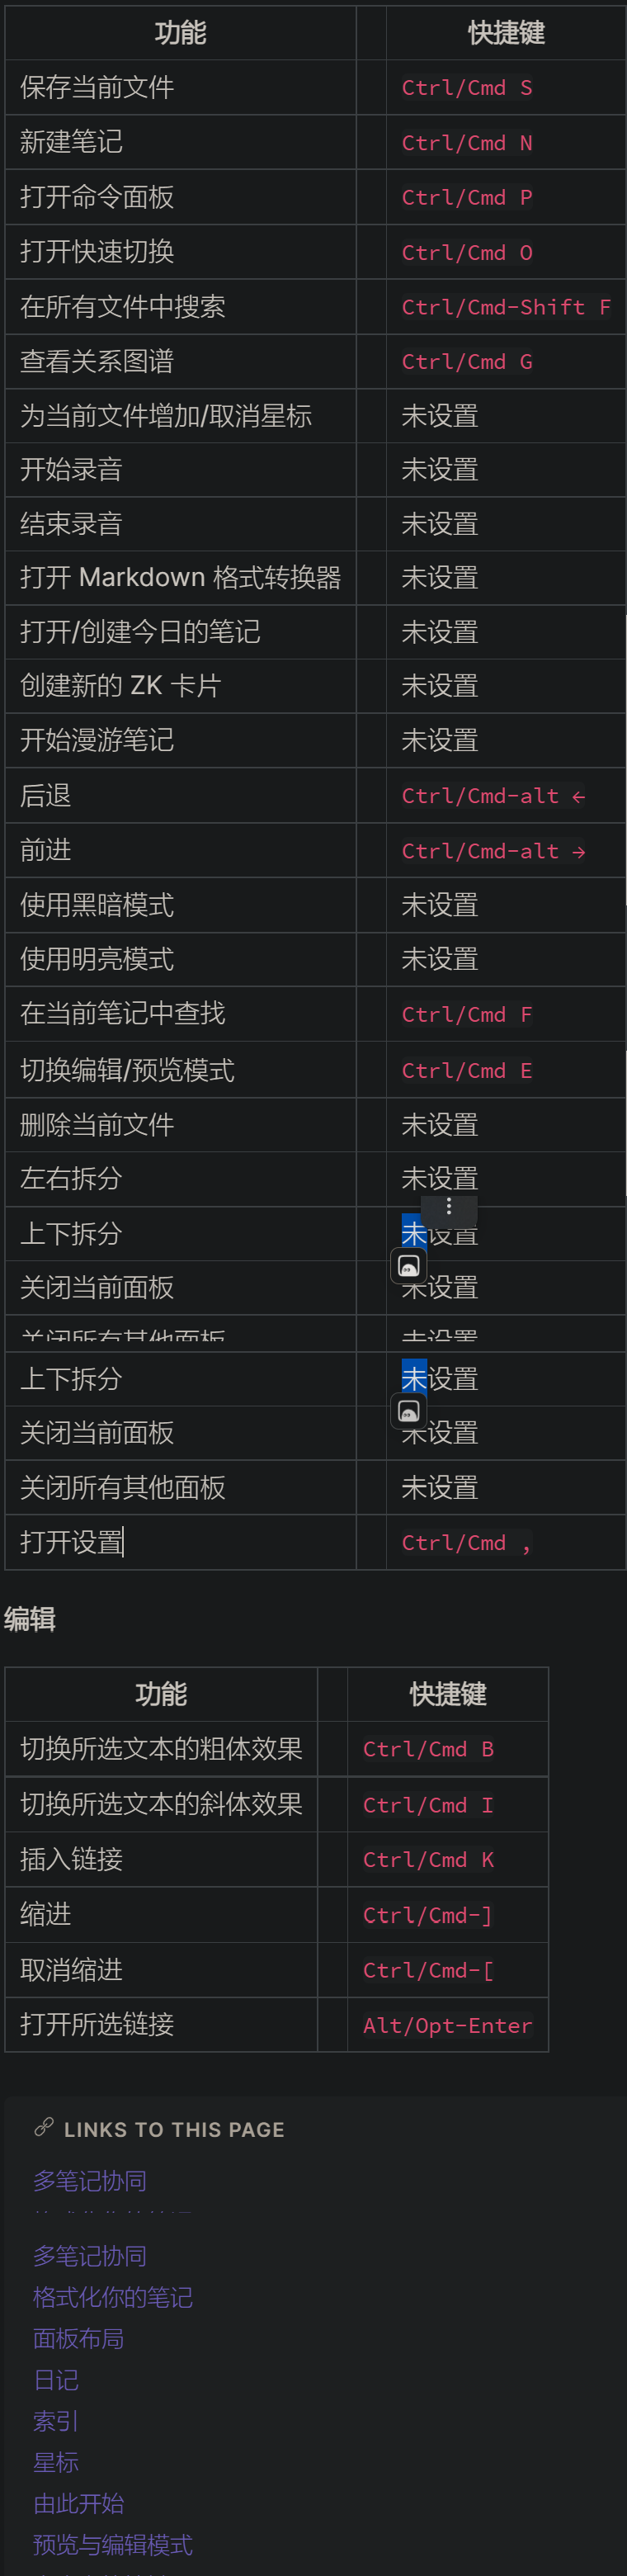 功能 快捷键
保存当前文件 Ctrl/Cmd S
新建笔记 Ctrl/Cmd N
打开命令面板 Ctrl/Cmd P
打开快速切换 Ctrl/Cmd O
在所有文件中搜索 Ctrl/Cmd-Shift F
查看关系图谱 Ctrl/Cmd G
为当前文件增加/取消星标 未设置
开始录音 未设置
结束录音 未设置
打开 Markdown 格式转换器 未设置
打开/创建今日的笔记 未设置
创建新的 ZK 卡片 未设置
开始漫游笔记 未设置
后退 Ctrl/Cmd-alt ←
前进 Ctrl/Cmd-alt →
使用黑暗模式 未设置
使用明亮模式 未设置
在当前笔记中查找 Ctrl/Cmd F
切换编辑/预览模式 Ctrl/Cmd E
删除当前文件 未设置
左右拆分 未设置
上下拆分 未设置
关闭当前面板 未设置
关闭所有其他面板 未设置
上下拆分 未设置
关闭当前面板 未设置
关闭所有其他面板 未设置
打开设置 Ctrl/Cmd ,
编辑
功能 快捷键
切换所选文本的粗体效果 Ctrl/Cmd B
切换所选文本的斜体效果 Ctrl/Cmd I
插入链接 Ctrl/Cmd K
缩进 Ctrl/Cmd-]
取消缩进 Ctrl/Cmd-[
打开所选链接 Alt/Opt-Enter
LINKS TO THIS PAGE
多笔记协同
多笔记协同
格式化你的笔记
面板布局
日记
索引
星标
由此开始
预览与编辑模式